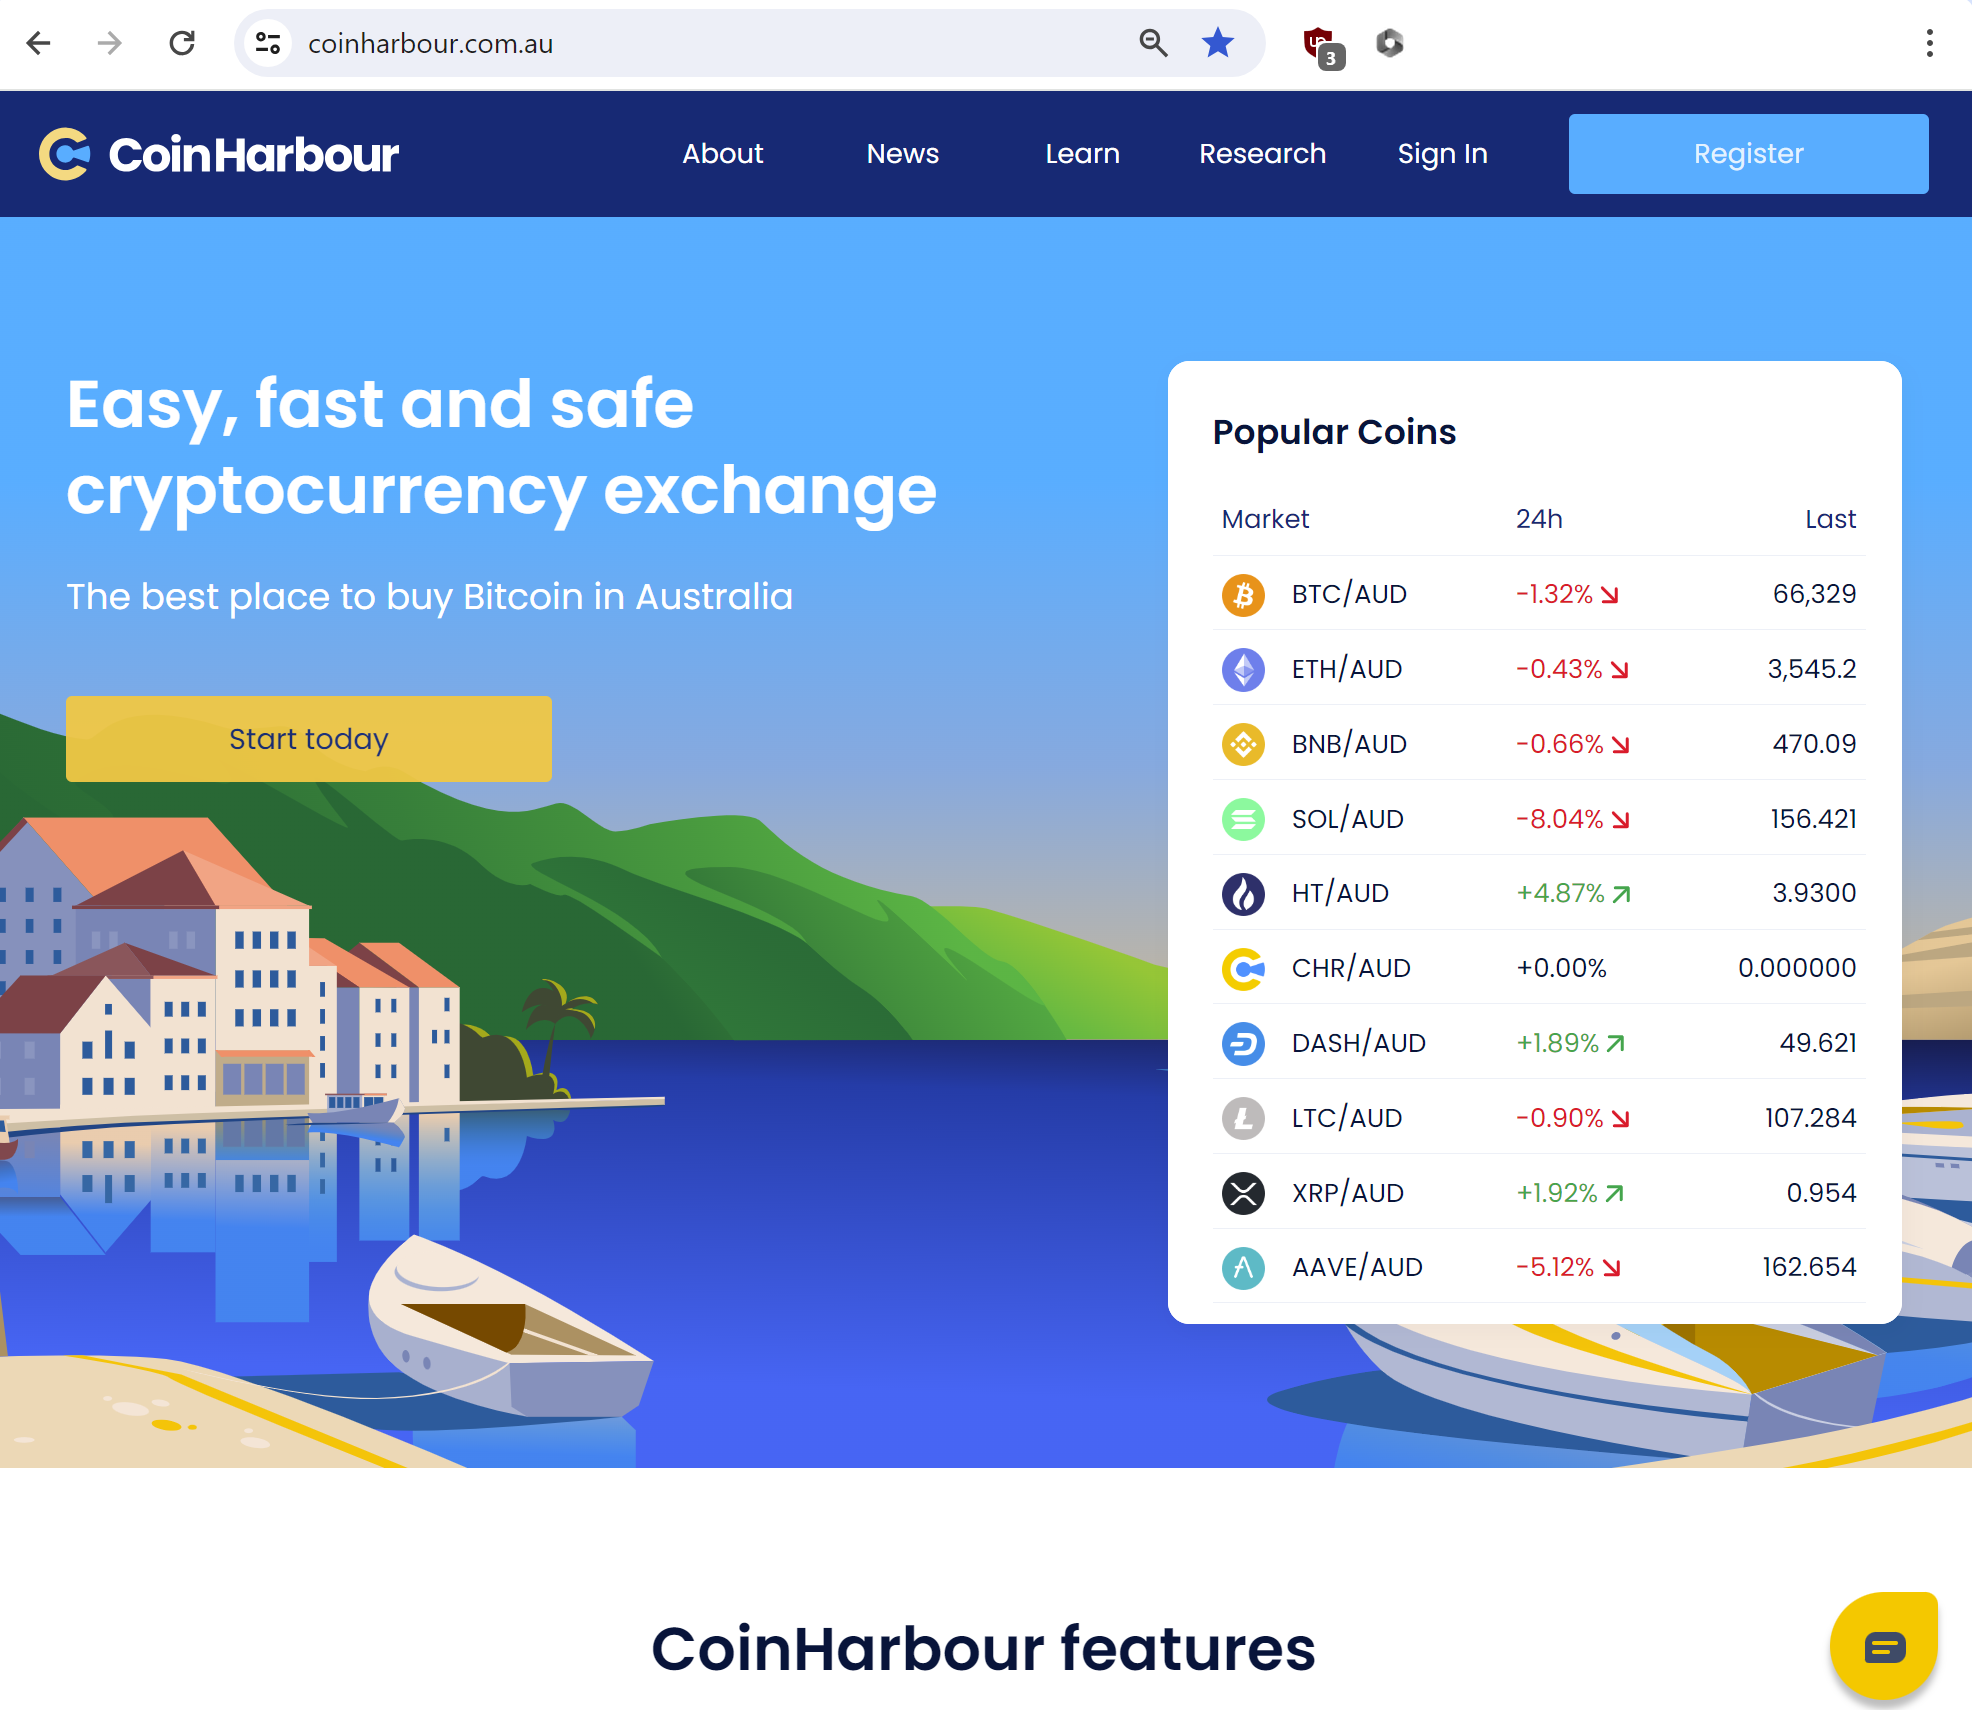 coinharbour.com.au
3
CoinHarbour
About
News
Learn
Research
Sign In
Register
Easy, fast and safe
cryptocurrency exchange
The best place to buy Bitcoin in Australia
Start today
Popular Coins
Market 24h Last
BTC/AUD -1.32% 66,329
ETH/AUD -0.43% 3,545.2
BNB/AUD -0.66% 470.09
SOL/AUD -8.04% 156.421
HT/AUD +4.87% 3.9300
CHR/AUD +0.00% 0.000000
DASH/AUD +1.89% 49.621
LTC/AUD -0.90% 107.284
XRP/AUD +1.92% 0.954
AAVE/AUD -5.12% 162.654
CoinHarbour features